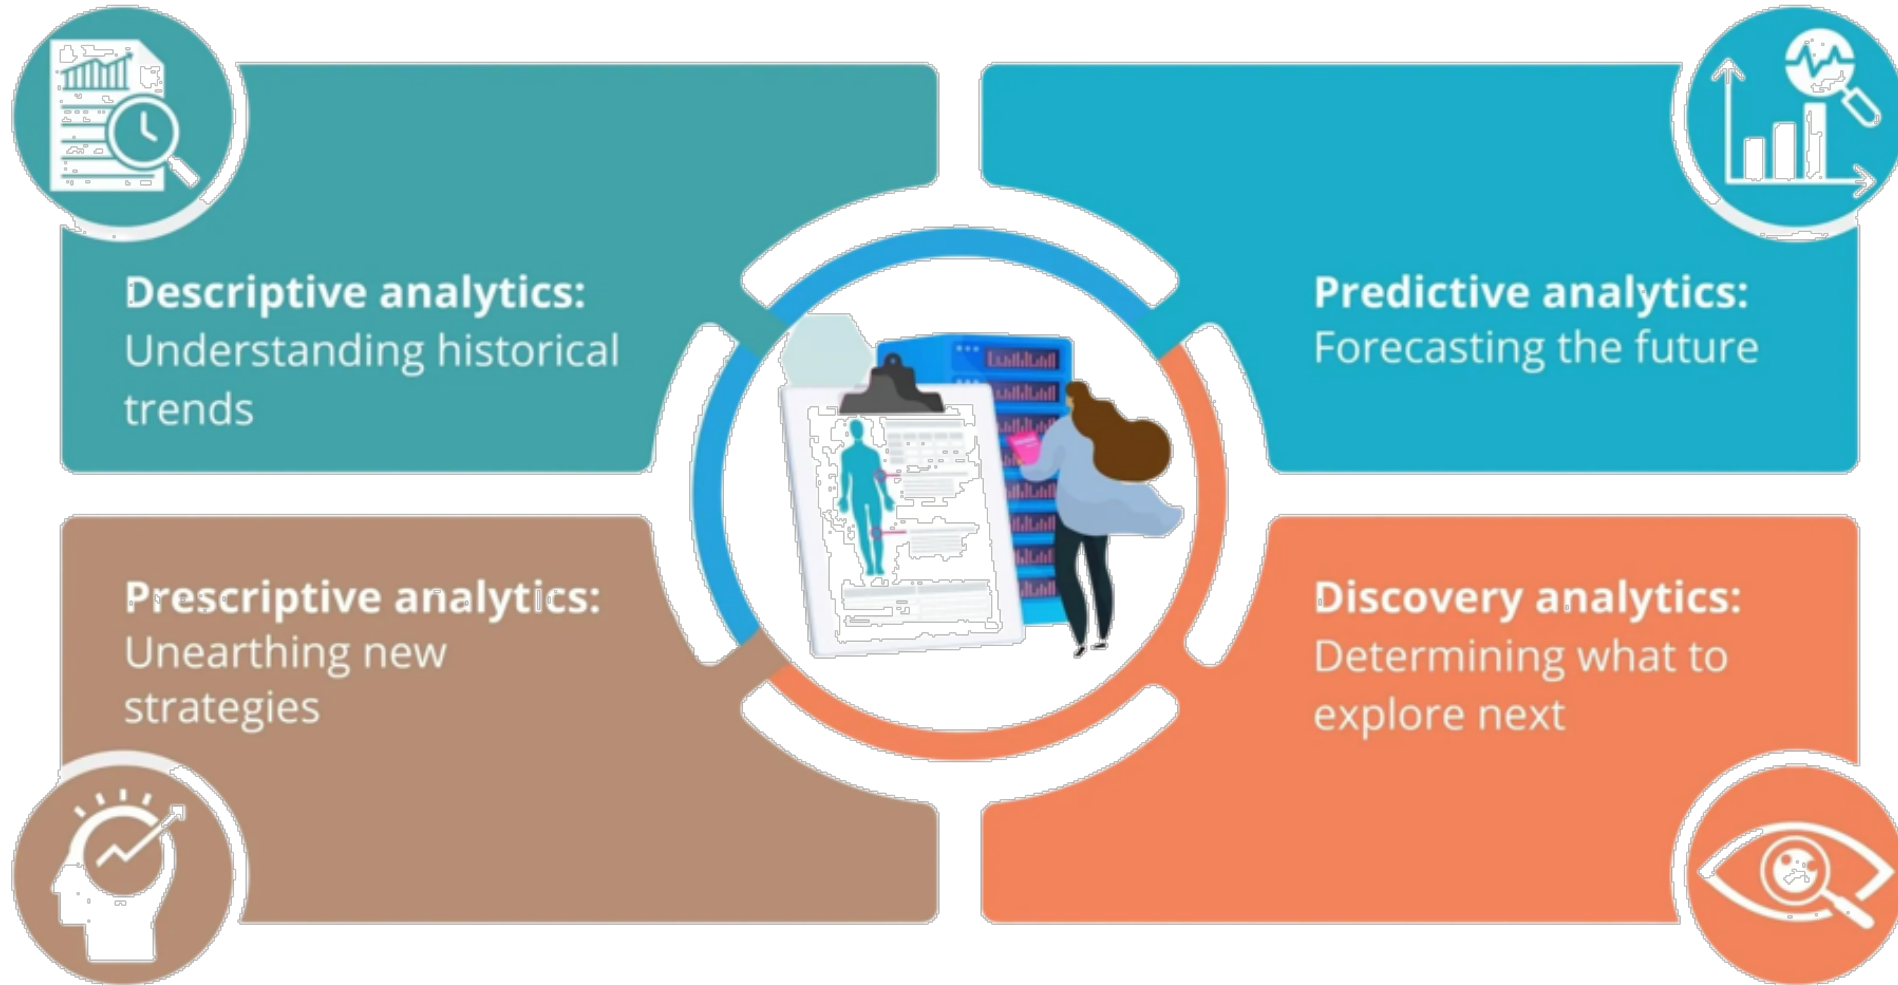 Descriptive analytics:
Understanding historical
trends
Predictive analytics:
Forecasting the future
Prescriptive analytics:
Unearthing new
strategies
Discovery analytics:
Determining what to
explore next